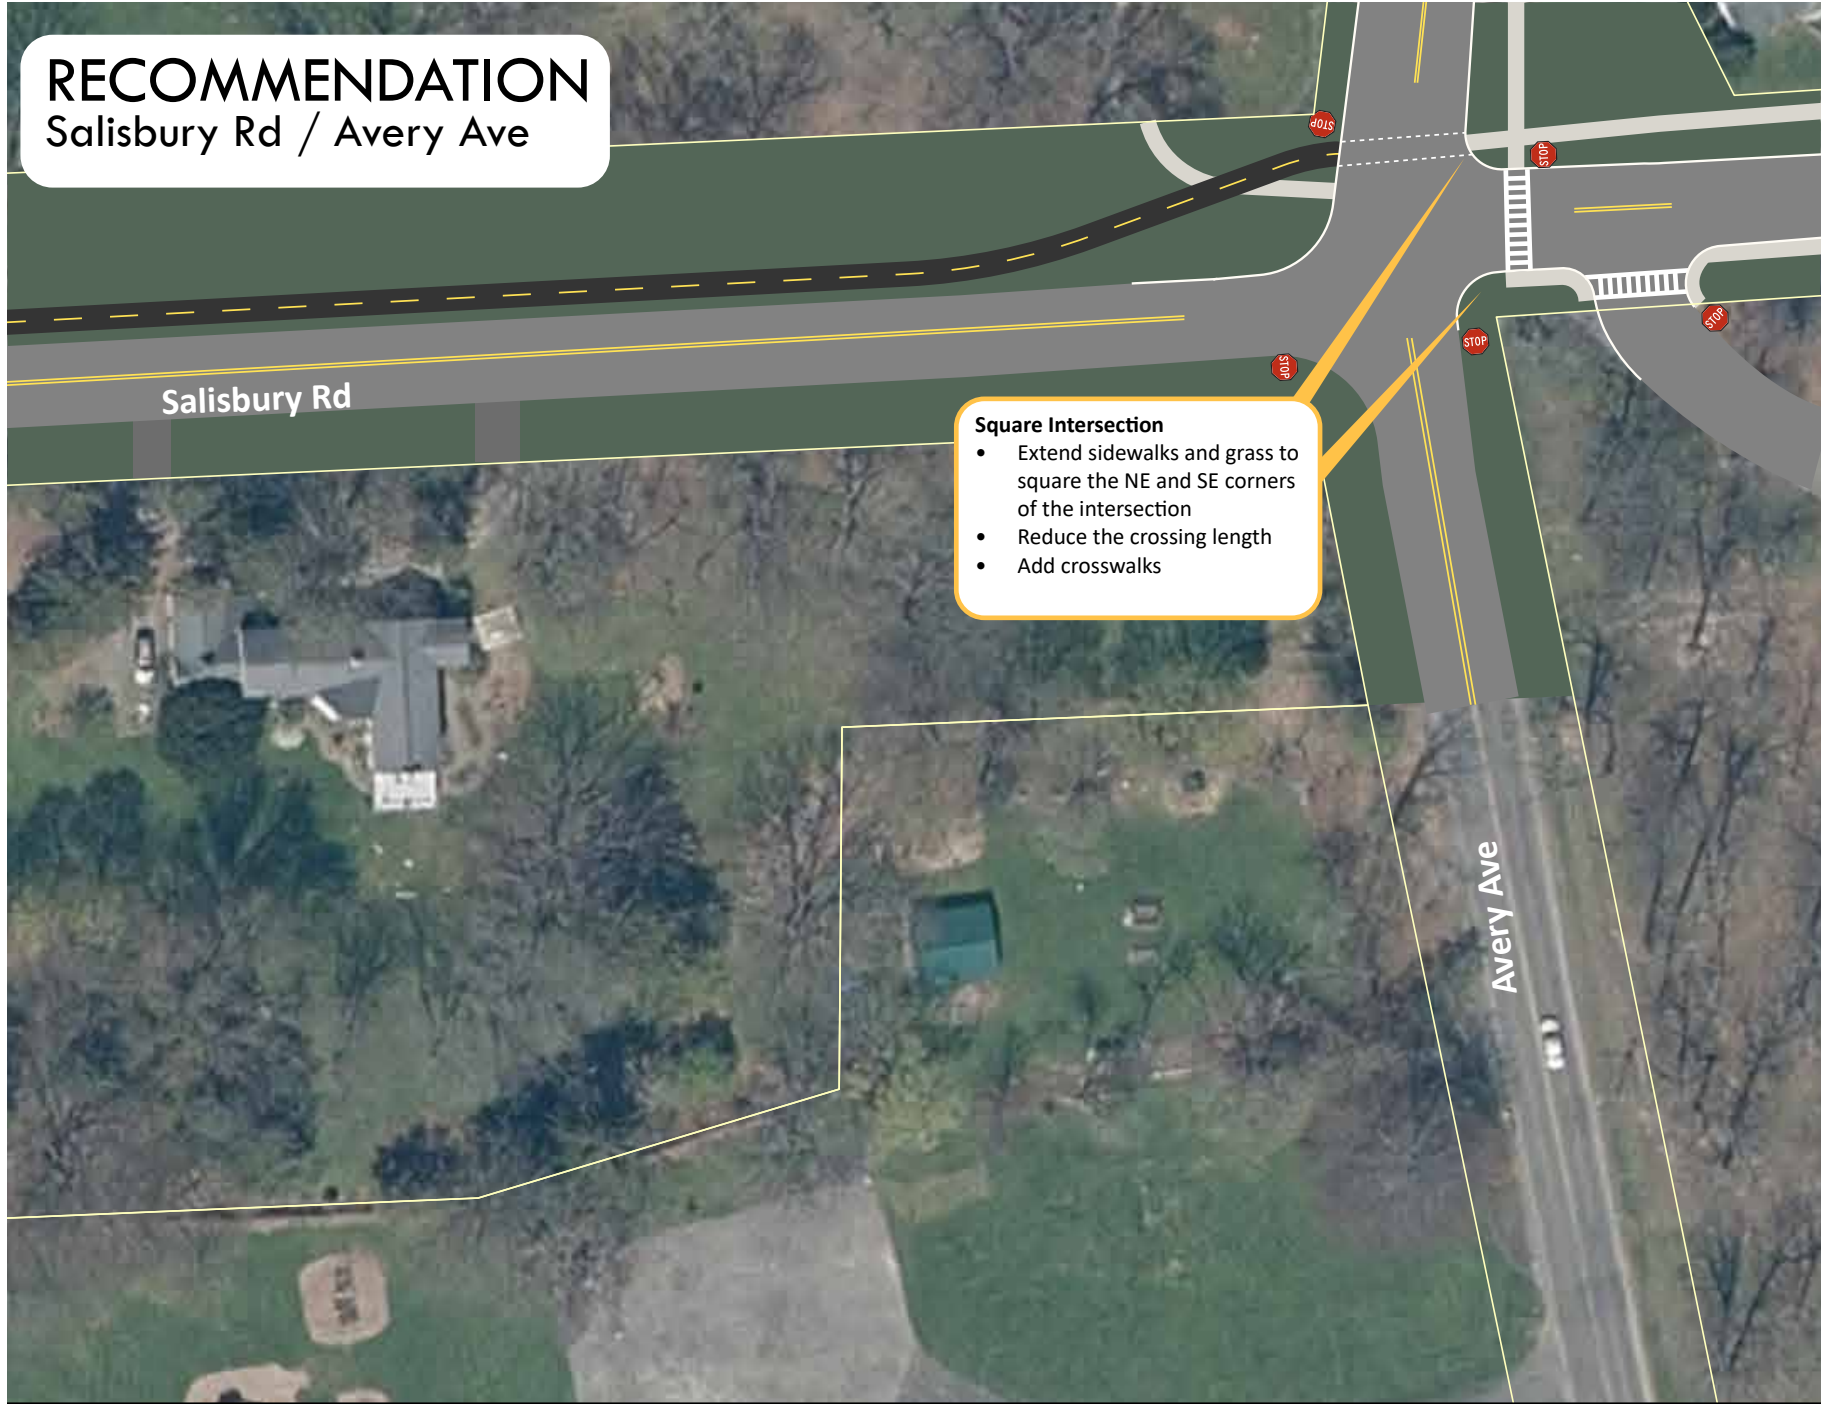 RECOMMENDATION
Salisbury Rd / Avery Ave
STOP
STOP
STOP
STOP
STOP
Salisbury Rd
Square Intersection
• Extend sidewalks and grass to
square the NE and SE corners
of the intersection
• Reduce the crossing length
• Add crosswalks
Avery Ave